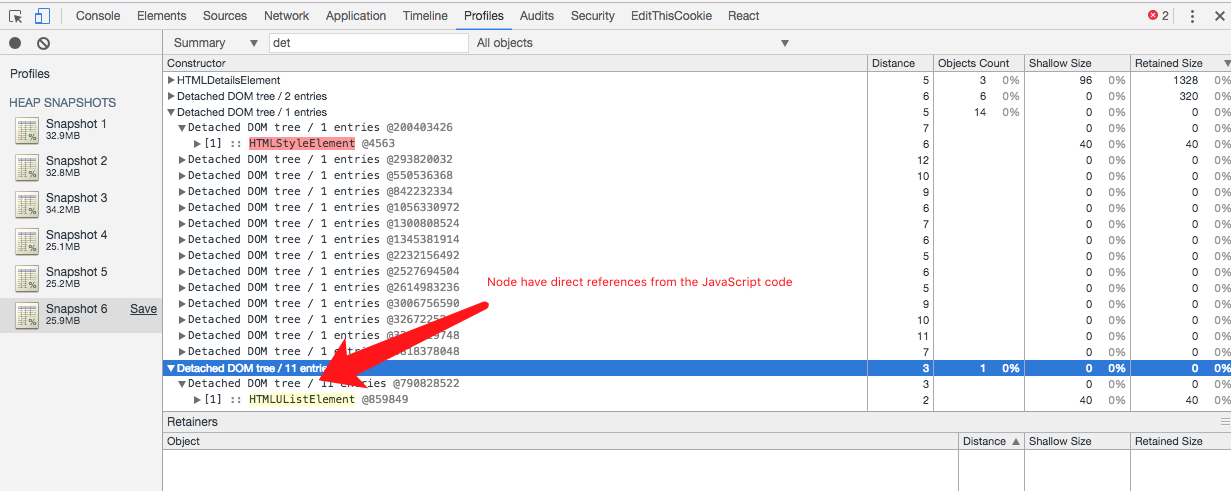 Console Elements Sources Network Application Timeline Profiles Audits Security EditThisCookie React 2
Summary det All objects
Profiles
HEAP SNAPSHOTS
Snapshot 1
32.9MB
Snapshot 2
32.8MB
Snapshot 3
34.2MB
Snapshot 4
25.1MB
Snapshot 5
25.2MB
Snapshot 6 Save
25.9MB
Constructor Distance Objects Count Shallow Size Retained Size
HTMLDetailsElement 5 3 0% 96 0% 1328 0%
Detached DOM tree / 2 entries 6 6 0% 0 0% 320 0%
Detached DOM tree / 1 entries 5 14 0% 0 0% 0 0%
Detached DOM tree / 1 entries @200403426 7 0 0% 0 0%
[1] :: HTMLStyleElement @4563 6 40 0% 40 0%
Detached DOM tree / 1 entries @293820032 12 0 0% 0 0%
Detached DOM tree / 1 entries @550536368 10 0 0% 0 0%
Detached DOM tree / 1 entries @842232334 9 0 0% 0 0%
Detached DOM tree / 1 entries @1056330972 6 0 0% 0 0%
Detached DOM tree / 1 entries @1300808524 7 0 0% 0 0%
Detached DOM tree / 1 entries @1345381914 6 0 0% 0 0%
Detached DOM tree / 1 entries @2232156492 5 0 0% 0 0%
Detached DOM tree / 1 entries @2527694504 6 0 0% 0 0%
Detached DOM tree / 1 entries @2614983236 5 0 0% 0 0%
Node have direct references from the JavaScript code
Detached DOM tree / 1 entries @3006756590 9 0 0% 0 0%
Detached DOM tree / 1 entries 10 0 0% 0 0%
Detached DOM tree / 1 11 0 0% 0 0%
Detached DOM tree / 1 7 0 0% 0 0%
Detached DOM tree / 11 3 1 0% 0 0% 0 0%
Detached DOM tree / entries @790828522 3 0 0% 0 0%
[1] :: HTMLUListElement @859849 2 40 0% 40 0%
Retainers
Object Distance Shallow Size Retained Size